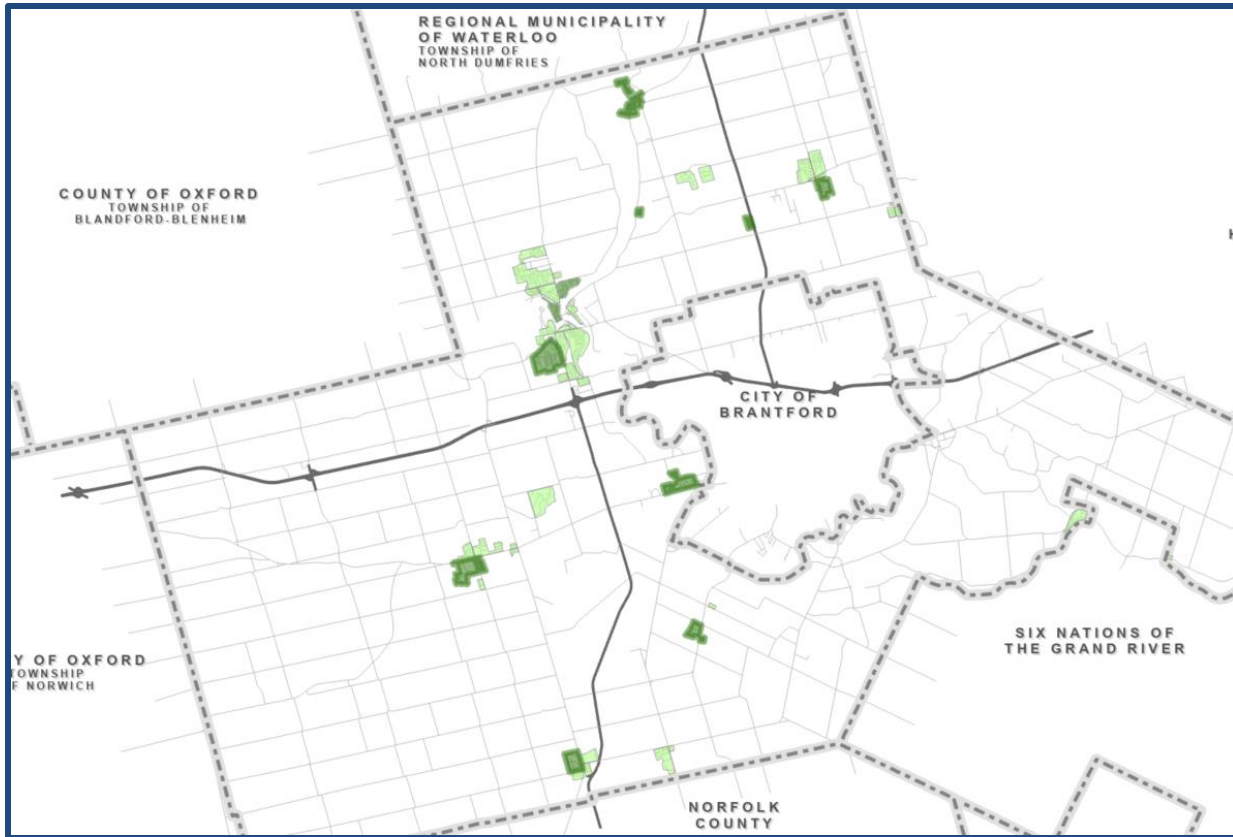 REGIONAL MUNICIPALITY
OF WATERLOO
TOWNSHIP OF
NORTH DUMFRIES
COUNTY OF OXFORD
TOWNSHIP OF
BLANDFORD-BLENHEIM
H
CITY OF
BRANTFORD
SIX NATIONS OF
THE GRAND RIVER
Y OF OXFORD
TOWNSHIP
F NORWICH
NORFOLK
COUNTY